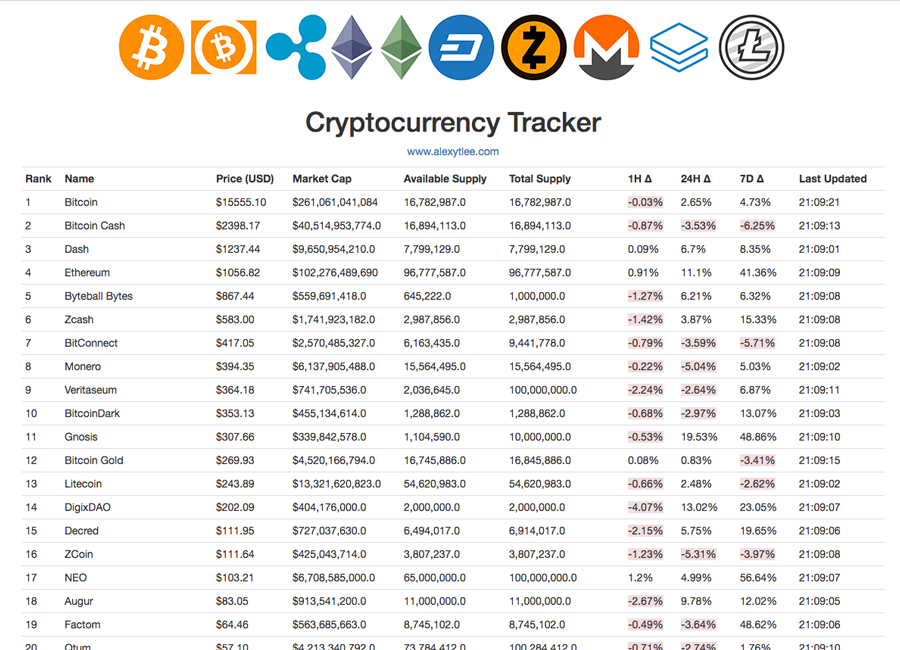 Cryptocurrency Tracker
www.alexytlee.com
Rank Name Price (USD) Market Cap Available Supply Total Supply 1H Δ 24H Δ 7D Δ Last Updated
1 Bitcoin $15555.10 $261,061,041,084 16,782,987.0 16,782,987.0 -0.03% 2.65% 4.73% 21:09:21
2 Bitcoin Cash $2398.17 $40,514,953,774.0 16,894,113.0 16,894,113.0 -0.87% -3.53% -6.25% 21:09:13
3 Dash $1237.44 $9,650,954,210.0 7,799,129.0 7,799,129.0 0.09% 6.7% 8.35% 21:09:01
4 Ethereum $1056.82 $102,276,489,690 96,777,587.0 96,777,587.0 0.91% 11.1% 41.36% 21:09:09
5 Byteball Bytes $867.44 $559,691,418.0 645,222.0 1,000,000.0 -1.27% 6.21% 6.32% 21:09:08
6 Zcash $583.00 $1,741,923,182.0 2,987,856.0 2,987,856.0 -1.42% 3.87% 15.33% 21:09:08
7 BitConnect $417.05 $2,570,485,327.0 6,163,435.0 9,441,778.0 -0.79% -3.59% -5.71% 21:09:08
8 Monero $394.35 $6,137,905,488.0 15,564,495.0 15,564,495.0 -0.22% -5.04% 5.03% 21:09:02
9 Veritaseum $364.18 $741,705,536.0 2,036,645.0 100,000,000.0 -2.24% -2.64% 6.87% 21:09:11
10 BitcoinDark $353.13 $455,134,614.0 1,288,862.0 1,288,862.0 -0.68% -2.97% 13.07% 21:09:03
11 Gnosis $307.66 $339,842,578.0 1,104,590.0 10,000,000.0 -0.53% 19.53% 48.86% 21:09:10
12 Bitcoin Gold $269.93 $4,520,166,794.0 16,745,886.0 16,845,886.0 0.08% 0.83% -3.41% 21:09:15
13 Litecoin $243.89 $13,321,620,823.0 54,620,983.0 54,620,983.0 -0.66% 2.48% -2.62% 21:09:02
14 DigixDAO $202.09 $404,176,000.0 2,000,000.0 2,000,000.0 -4.07% 13.02% 23.05% 21:09:07
15 Decred $111.95 $727,037,630.0 6,494,017.0 6,914,017.0 -2.15% 5.75% 19.65% 21:09:06
16 ZCoin $111.64 $425,043,714.0 3,807,237.0 3,807,237.0 -1.23% -5.31% -3.97% 21:09:08
17 NEO $103.21 $6,708,585,000.0 65,000,000.0 100,000,000.0 1.2% 4.99% 56.64% 21:09:07
18 Augur $83.05 $913,541,200.0 11,000,000.0 11,000,000.0 -2.67% 9.78% 12.02% 21:09:05
19 Factom $64.46 $563,685,663.0 8,745,102.0 8,745,102.0 -0.49% -3.64% 48.62% 21:09:06
20 Qtum $57.10 $4,213,340,792.0 73,784,412.0 100,284,412.0 -0.71% -2.74% 1.76% 21:09:10